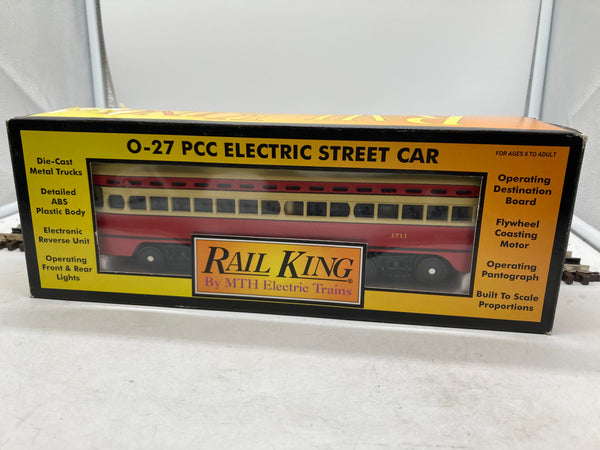 RAIL KING
O-27 PCC ELECTRIC STREET CAR
FOR AGES 8 TO ADULT
Die-Cast
Metal Trucks
Detailed
ABS
Plastic Body
Electronic
Reverse Unit
Operating
Front & Rear
Lights
1711
RAIL KING®
By MTH Electric Trains
Operating
Destination
Board
Flywheel
Coasting
Motor
Operating
Pantograph
Built To Scale
Proportions